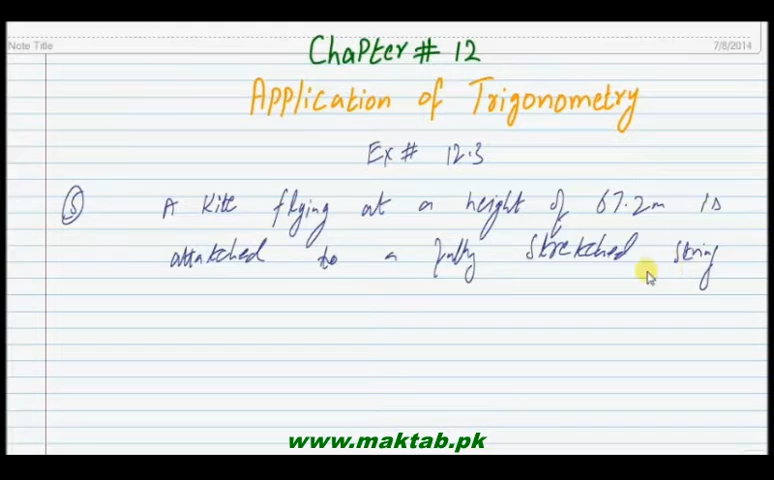 Note Title
7/8/2014
Chapter # 12
Application of Trigonometry
Ex # 12.3
5 A Kite flying at a height of 67.2m is
attatched to a fully stretched string
www.maktab.pk